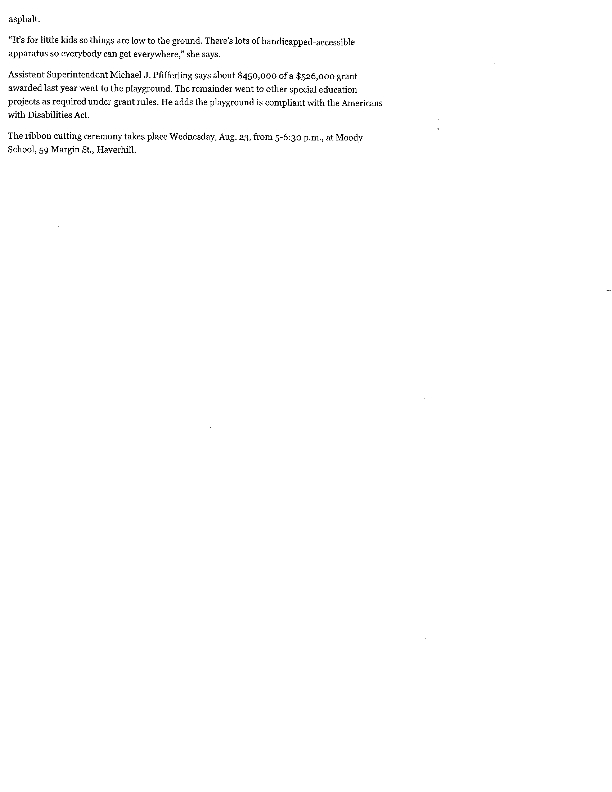 asphalt.
"It's for little kids so things are low to the ground. There's lots of handicapped-accessible
apparatus so everybody can get everywhere," she says.
Assistent Superintendent Michael J. Pfifferling says about $450,000 of a $526,000 grant
awarded last year went to the playground. The remainder went to other special education
projects as required under grant rules. He adds the playground is compliant with the Americans
with Disabilities Act.
The ribbon cutting ceremony takes place Wednesday, Aug. from 5-6:30 p.m., at Moody
School, 59 Margin St., Haverhill.